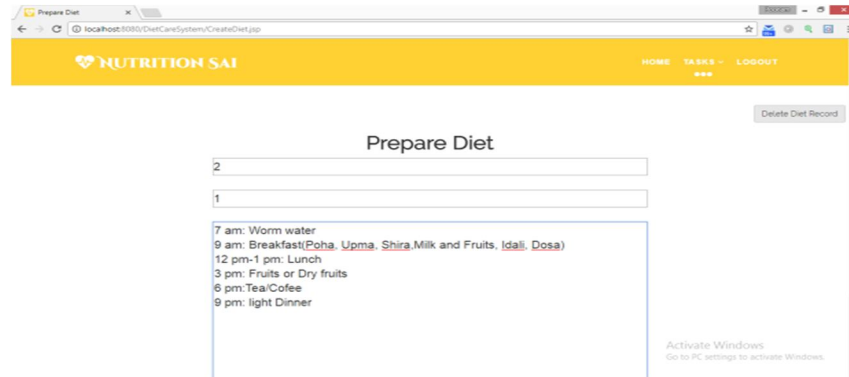 Prepare Diet
localhost:8080/DietCareSystem/CreateDiet.jsp
NUTRITION SAI
HOME TASKS LOGOUT
Delete Diet Record
Prepare Diet
2
1
7 am: Worm water
9 am: Breakfast(Poha, Upma, Shira,Milk and Fruits, Idali, Dosa)
12 pm-1 pm: Lunch
3 pm: Fruits or Dry fruits
6 pm:Tea/Cofee
9 pm: light Dinner
Activate Windows
Go to PC settings to activate Windows.